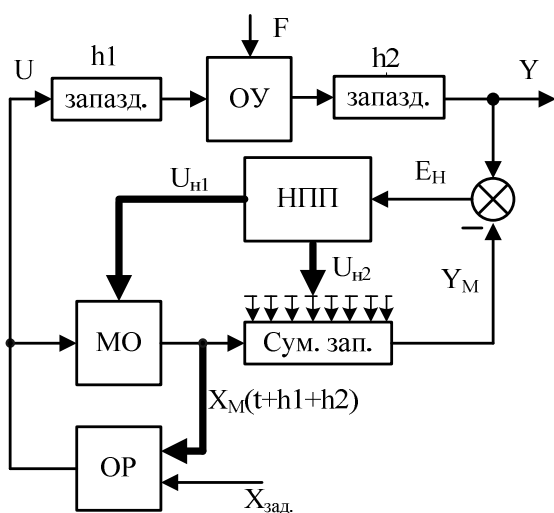 F
U
h1
h2
Y
запазд.
ОУ
запазд.
Uн1
НПП
EН
Uн2
YМ
МО
Сум. зап.
XМ(t+h1+h2)
ОР
Xзад.